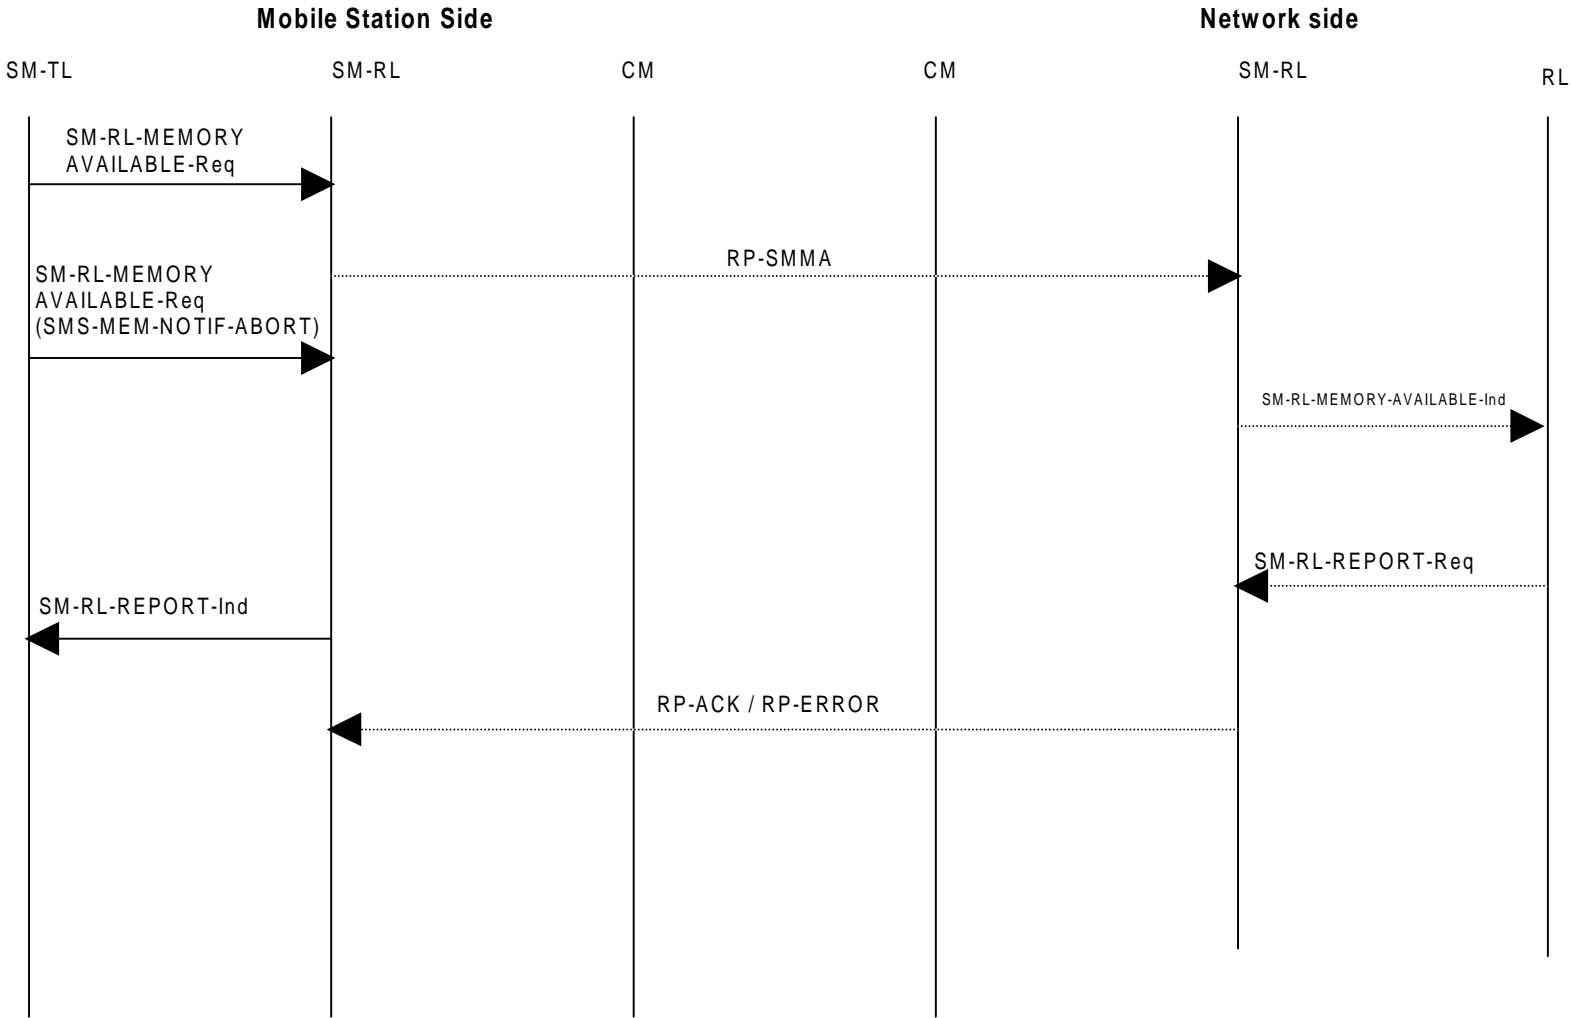 Mobile Station Side
Network side
SM-TL
SM-RL
CM
CM
SM-RL
RL
SM-RL-MEMORY
AVAILABLE-Req
RP-SMMA
SM-RL-MEMORY
AVAILABLE-Req
(SMS-MEM-NOTIF-ABORT)
SM-RL-MEMORY-AVAILABLE-Ind
SM-RL-REPORT-Req
SM-RL-REPORT-Ind
RP-ACK / RP-ERROR